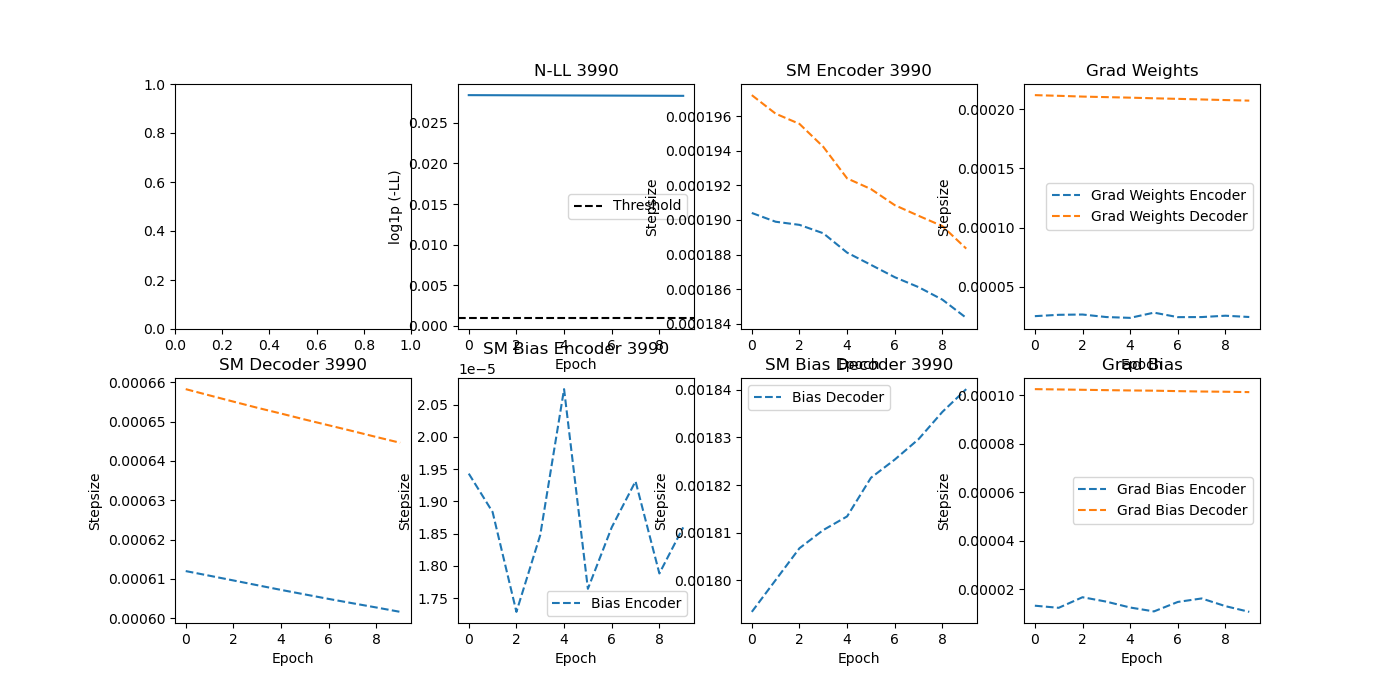 N-LL 3990
SM Encoder 3990
Grad Weights
1.0
0.8
0.6
0.4
0.2
0.0
0.0 0.2 0.4 0.6 0.8 1.0
log1p (-LL)
0.025
0.020
0.015
0.010
0.005
0.000
Threshold
0 2 4 6 8
Epoch
Stepsize
0.000196
0.000194
0.000192
0.000190
0.000188
0.000186
0.000184
0 2 4 6 8
Epoch
Stepsize
0.00020
0.00015
0.00010
0.00005
Grad Weights Encoder
Grad Weights Decoder
0 2 4 6 8
Epoch
SM Decoder 3990
SM Bias Encoder 3990
SM Bias Decoder 3990
Grad Bias
Stepsize
0.00066
0.00065
0.00064
0.00063
0.00062
0.00061
0.00060
0 2 4 6 8
Epoch
1e−5
Stepsize
2.05
2.00
1.95
1.90
1.85
1.80
1.75
Bias Encoder
0 2 4 6 8
Epoch
Stepsize
0.00184
0.00183
0.00182
0.00181
0.00180
Bias Decoder
0 2 4 6 8
Epoch
Stepsize
0.00010
0.00008
0.00006
0.00004
0.00002
Grad Bias Encoder
Grad Bias Decoder
0 2 4 6 8
Epoch